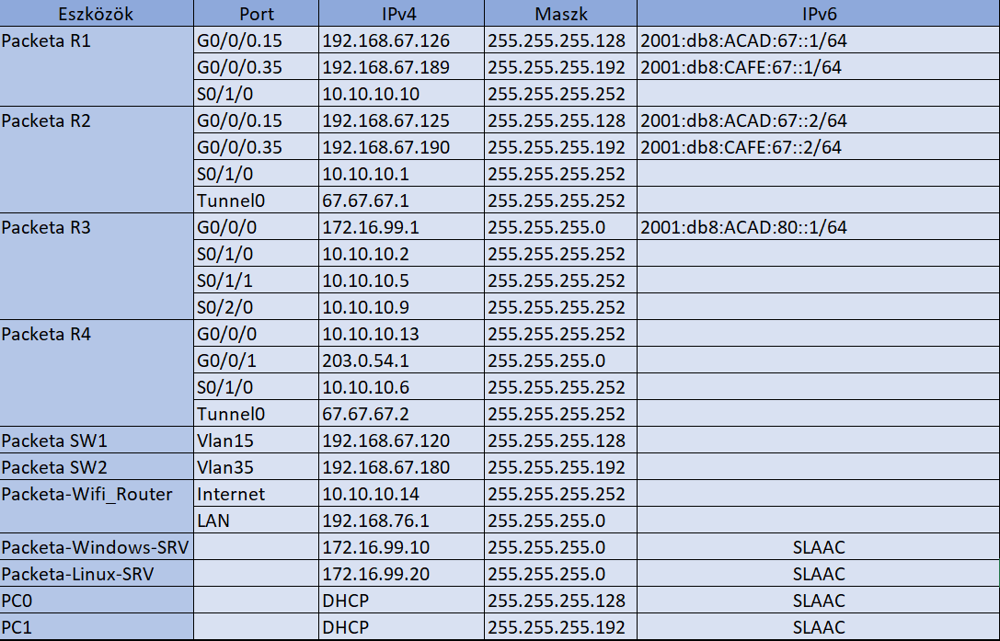 Eszközök Port IPv4 Maszk IPv6
Packeta R1 G0/0/0.15 192.168.67.126 255.255.255.128 2001:db8:ACAD:67::1/64
G0/0/0.35 192.168.67.189 255.255.255.192 2001:db8:CAFE:67::1/64
S0/1/0 10.10.10.10 255.255.255.252
Packeta R2 G0/0/0.15 192.168.67.125 255.255.255.128 2001:db8:ACAD:67::2/64
G0/0/0.35 192.168.67.190 255.255.255.192 2001:db8:CAFE:67::2/64
S0/1/0 10.10.10.1 255.255.255.252
Tunnel0 67.67.67.1 255.255.255.252
Packeta R3 G0/0/0 172.16.99.1 255.255.255.0 2001:db8:ACAD:80::1/64
S0/1/0 10.10.10.2 255.255.255.252
S0/1/1 10.10.10.5 255.255.255.252
S0/2/0 10.10.10.9 255.255.255.252
Packeta R4 G0/0/0 10.10.10.13 255.255.255.252
G0/0/1 203.0.54.1 255.255.255.0
S0/1/0 10.10.10.6 255.255.255.252
Tunnel0 67.67.67.2 255.255.255.252
Packeta SW1 Vlan15 192.168.67.120 255.255.255.128
Packeta SW2 Vlan35 192.168.67.180 255.255.255.192
Packeta-Wifi_Router Internet 10.10.10.14 255.255.255.252
LAN 192.168.76.1 255.255.255.0
Packeta-Windows-SRV 172.16.99.10 255.255.255.0 SLAAC
Packeta-Linux-SRV 172.16.99.20 255.255.255.0 SLAAC
PC0 DHCP 255.255.255.128 SLAAC
PC1 DHCP 255.255.255.192 SLAAC